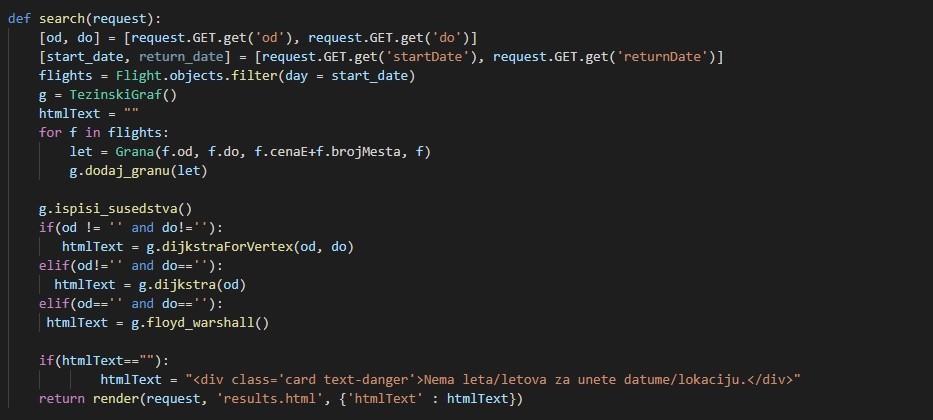 def search(request):
    [od, do] = [request.GET.get('od'), request.GET.get('do')]
    [start_date, return_date] = [request.GET.get('startDate'), request.GET.get('returnDate')]
    flights = Flight.objects.filter(day = start_date)
    g = TezinskiGraf()
    htmlText = ""
    for f in flights:
        let = Grana(f.od, f.do, f.cenaE+f.brojMesta, f)
        g.dodaj_granu(let)

    g.ispisi_susedstva()
    if(od != '' and do!=''):
       htmlText = g.dijkstraForVertex(od, do)
    elif(od!='' and do==''):
      htmlText = g.dijkstra(od)
    elif(od=='' and do==''):
     htmlText = g.floyd_warshall()

    if(htmlText==""):
            htmlText = "<div class='card text-danger'>Nema leta/letova za unete datume/lokaciju.</div>"
    return render(request, 'results.html', {'htmlText' : htmlText})